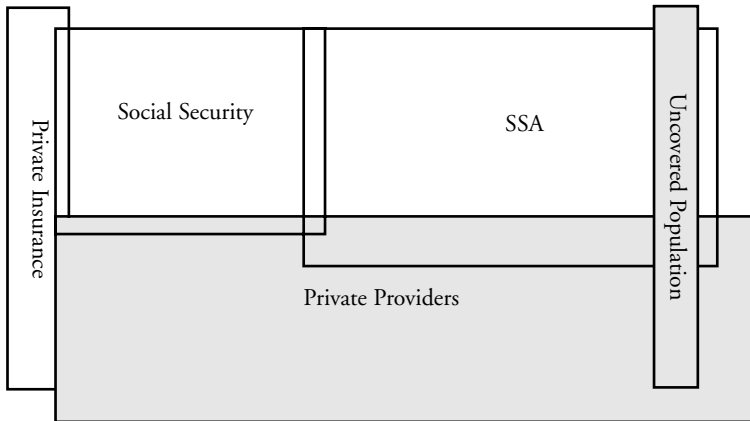 Private Insurance
Social Security
SSA
Uncovered Population
Private Providers